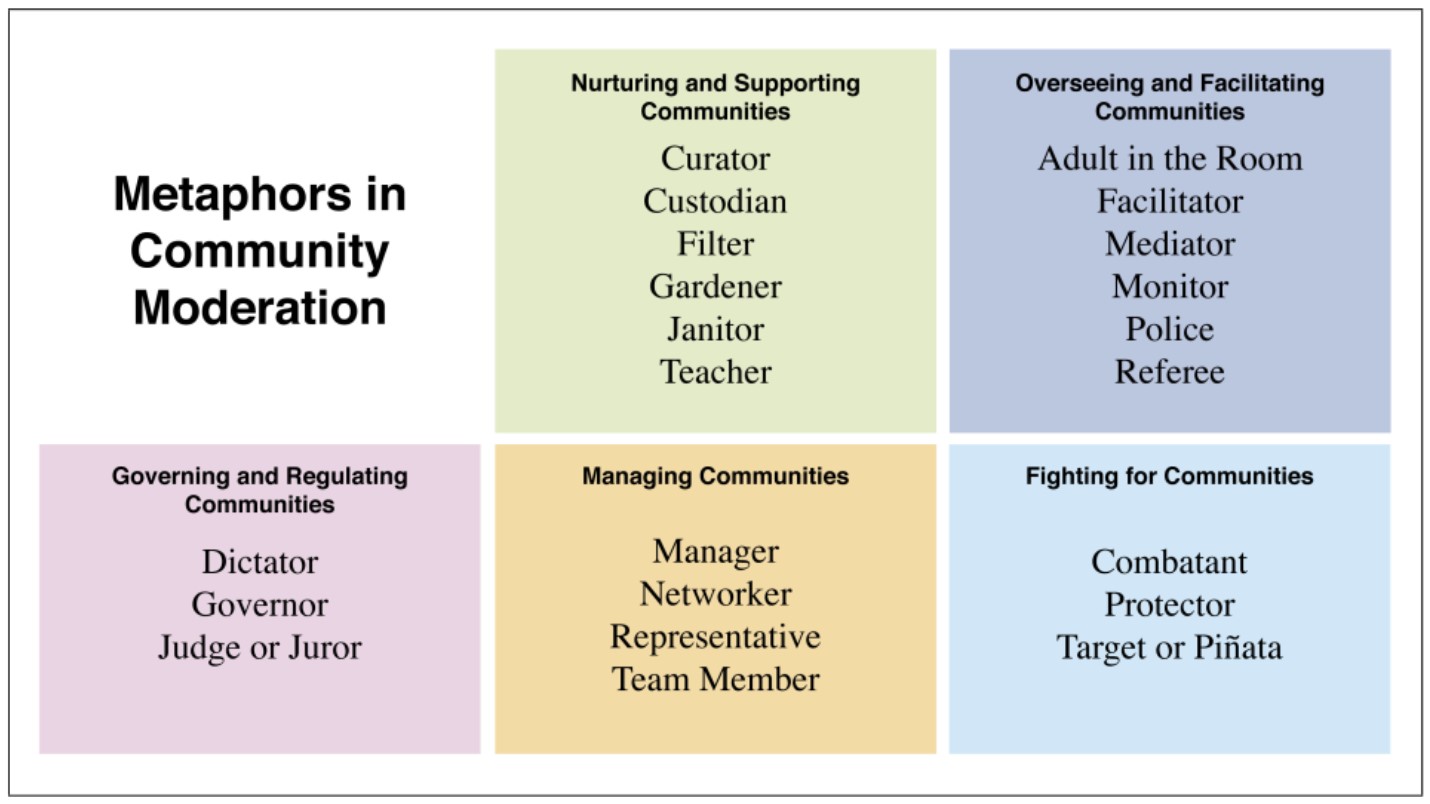 Metaphors in
Community
Moderation
Nurturing and Supporting
Communities
Curator
Custodian
Filter
Gardener
Janitor
Teacher
Overseeing and Facilitating
Communities
Adult in the Room
Facilitator
Mediator
Monitor
Police
Referee
Governing and Regulating
Communities
Dictator
Governor
Judge or Juror
Managing Communities
Manager
Networker
Representative
Team Member
Fighting for Communities
Combatant
Protector
Target or Piñata